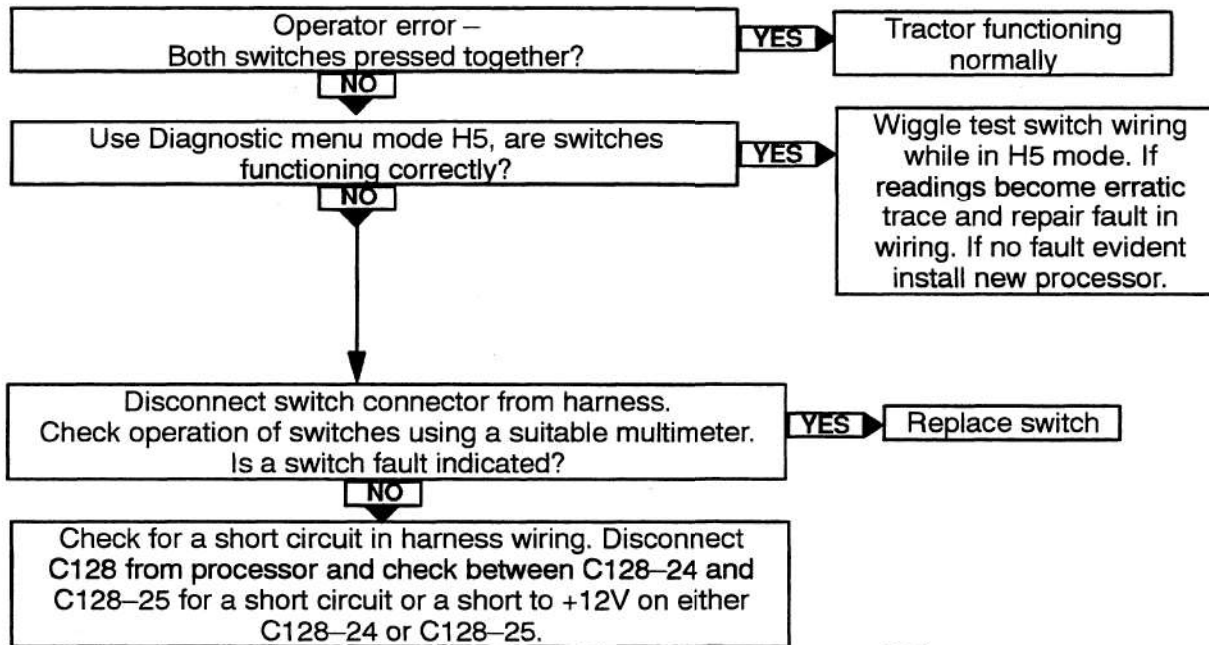 Operator error –
Both switches pressed together?
YES
Tractor functioning
normally
NO
Use Diagnostic menu mode H5, are switches
functioning correctly?
YES
Wiggle test switch wiring
while in H5 mode. If
readings become erratic
trace and repair fault in
wiring. If no fault evident
install new processor.
NO
Disconnect switch connector from harness.
Check operation of switches using a suitable multimeter.
Is a switch fault indicated?
YES
Replace switch
NO
Check for a short circuit in harness wiring. Disconnect
C128 from processor and check between C128–24 and
C128–25 for a short circuit or a short to +12V on either
C128–24 or C128–25.